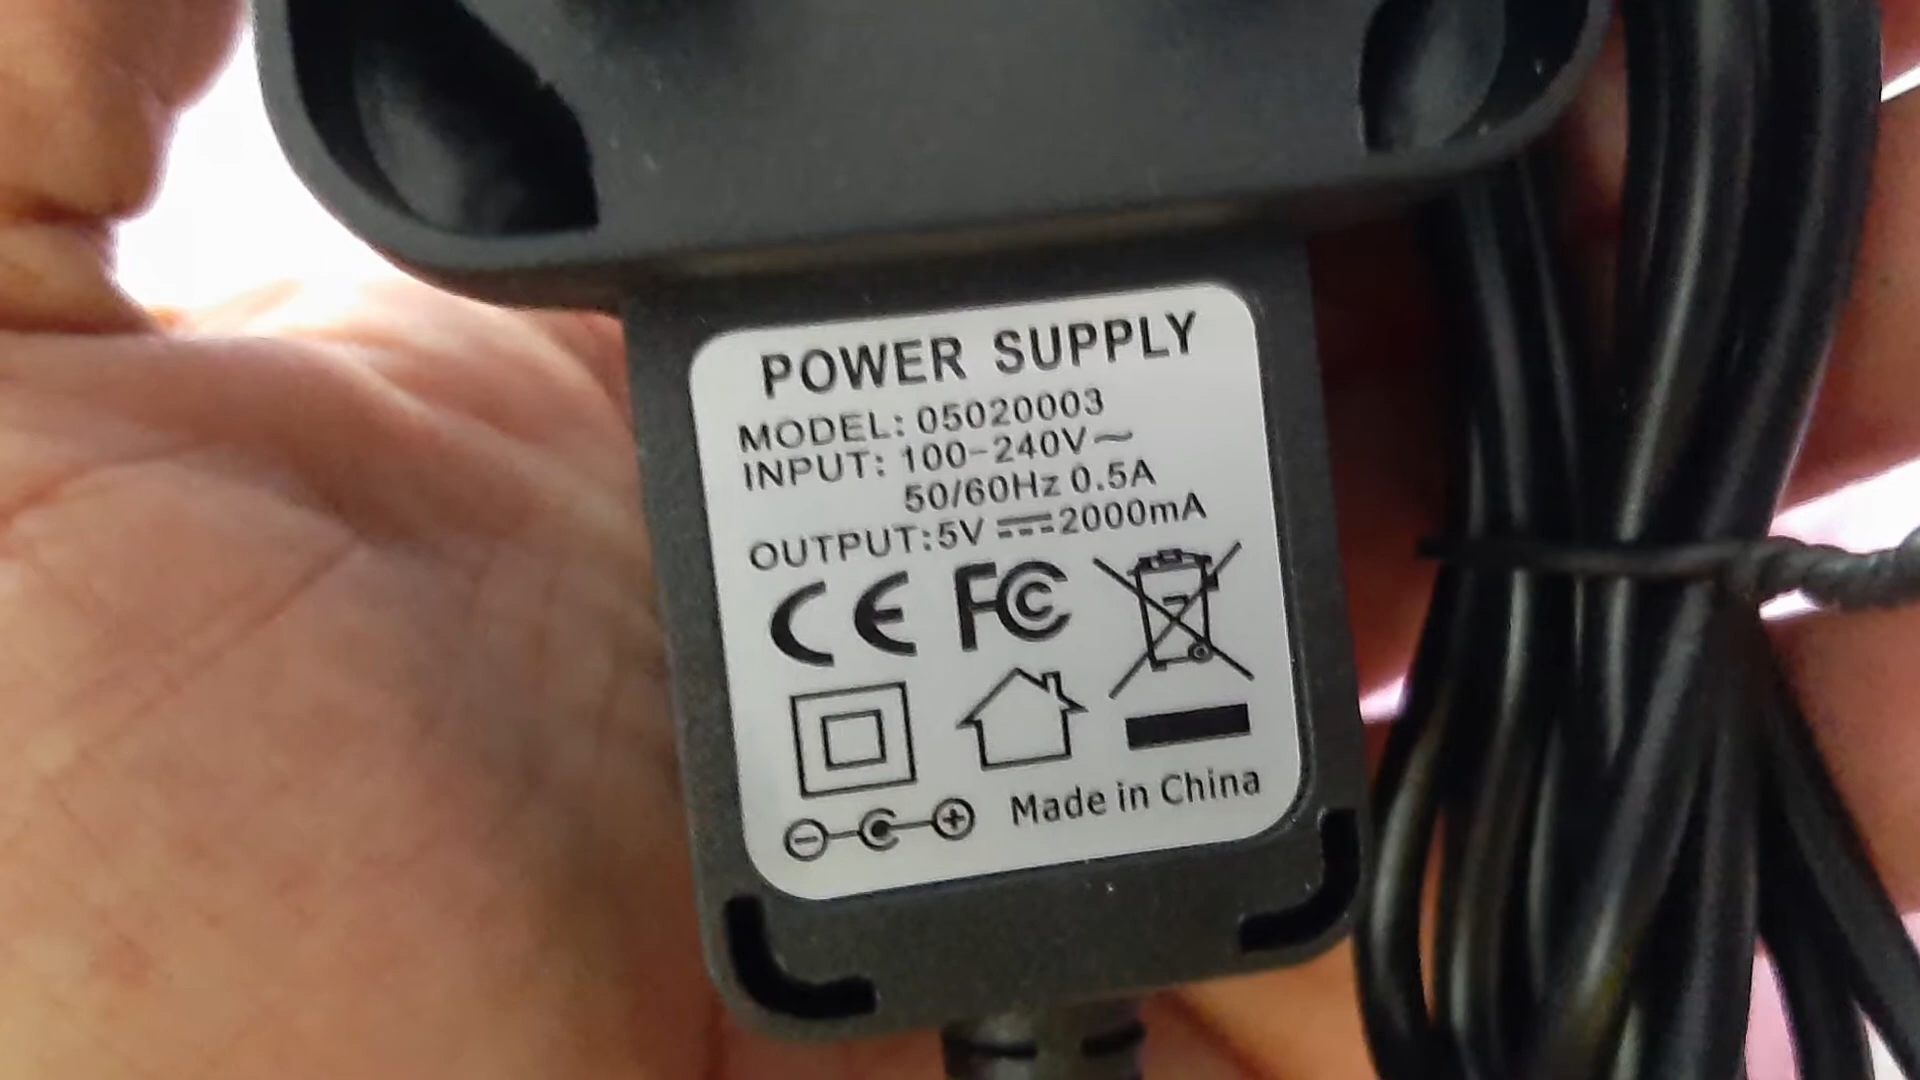 POWER SUPPLY
MODEL: 05020003
INPUT: 100-240V~
50/60Hz 0.5A
OUTPUT:5V ⎓2000mA
CE FC
Made in China